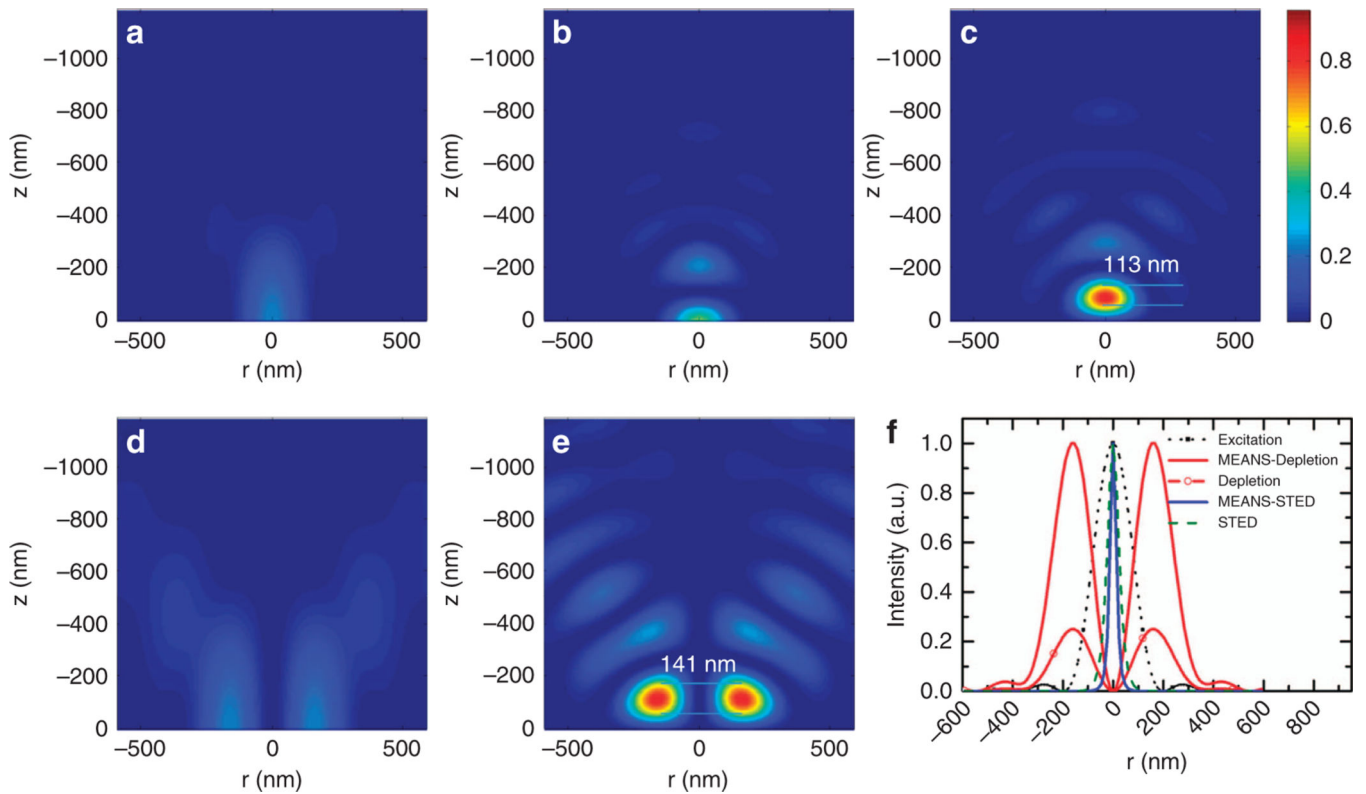 a
z (nm)
−1000
−800
−600
−400
−200
0
−500
0
500
r (nm)
b
z (nm)
−1000
−800
−600
−400
−200
0
−500
0
500
r (nm)
c
z (nm)
−1000
−800
−600
−400
−200
0
113 nm
−500
0
500
r (nm)
0.8
0.6
0.4
0.2
0
d
z (nm)
−1000
−800
−600
−400
−200
0
−500
0
500
r (nm)
e
z (nm)
−1000
−800
−600
−400
−200
0
141 nm
−500
0
500
r (nm)
f
Intensity (a.u.)
1.0
0.8
0.6
0.4
0.2
0.0
Excitation
MEANS-Depletion
Depletion
MEANS-STED
STED
−600
−400
−200
0
200
400
600
800
r (nm)